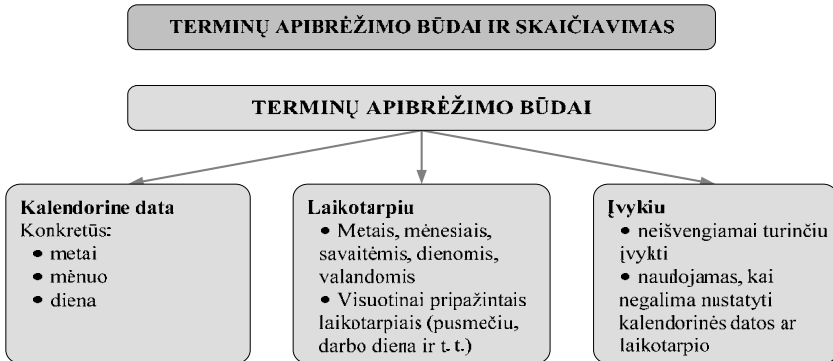 TERMINŲ APIBRĖŽIMO BŪDAI IR SKAIČIAVIMAS
TERMINŲ APIBRĖŽIMO BŪDAI
Kalendorine data
Konkretūs:
• metai
• mėnuo
• diena
Laikotarpiu
• Metais, mėnesiais,
savaitėmis, dienomis,
valandomis
• Visuotinai pripažintais
laikotarpiais (pusmečiu,
darbo diena ir t. t.)
Įvykiu
• neišvengiamai turinčiu
įvykti
• naudojamas, kai
negalima nustatyti
kalendorinės datos ar
laikotarpio